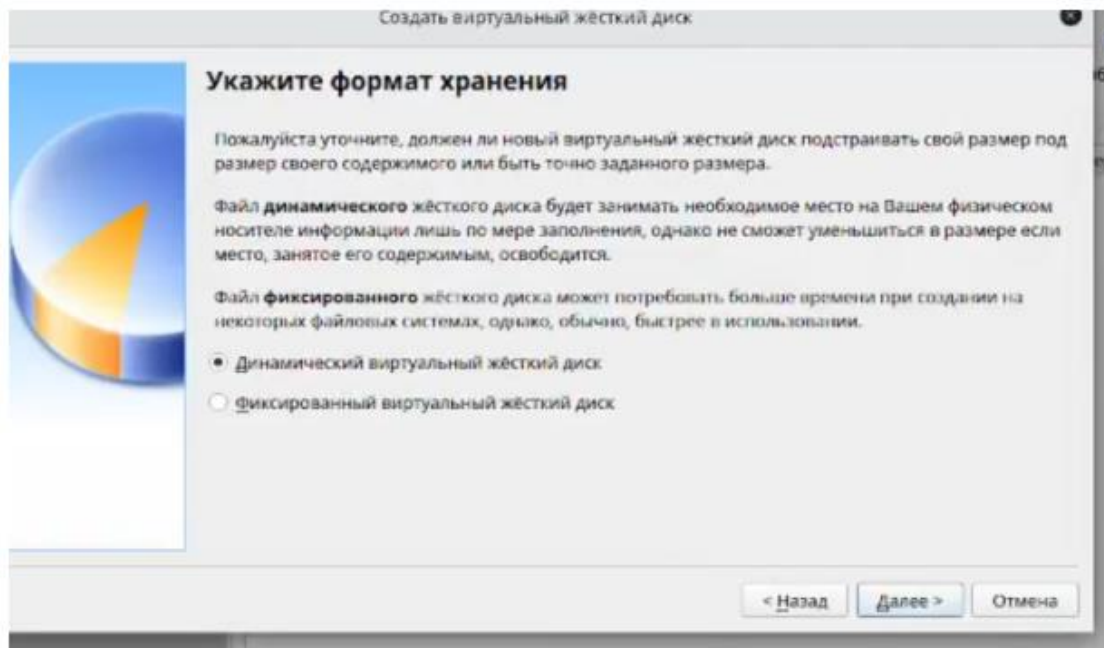 Создать виртуальный жёсткий диск
Укажите формат хранения
Пожалуйста уточните, должен ли новый виртуальный жёсткий диск подстраивать свой размер под
размер своего содержимого или быть точно заданного размера.
Файл динамического жёсткого диска будет занимать необходимое место на Вашем физическом
носителе информации лишь по мере заполнения, однако не сможет уменьшиться в размере если
место, занятое его содержимым, освободится.
Файл фиксированного жёсткого диска может потребовать больше времени при создании на
некоторых файловых системах, однако, обычно, быстрее в использовании.
Динамический виртуальный жёсткий диск
Фиксированный виртуальный жёсткий диск
< Назад
Далее >
Отмена